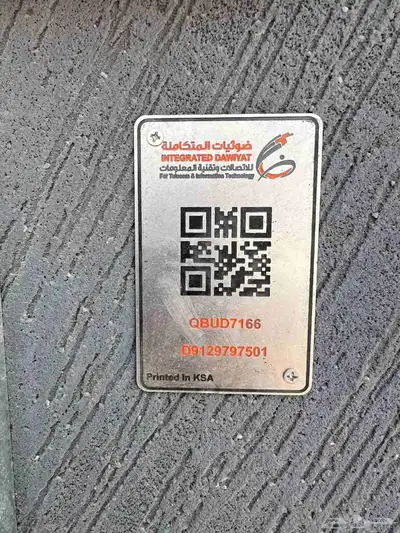 ضوئيات المتكاملة
INTEGRATED DAWIYAT
للاتصالات وتقنية المعلومات
For Telecom & Information Technology
QBUD7166
D9129797501
Printed In KSA